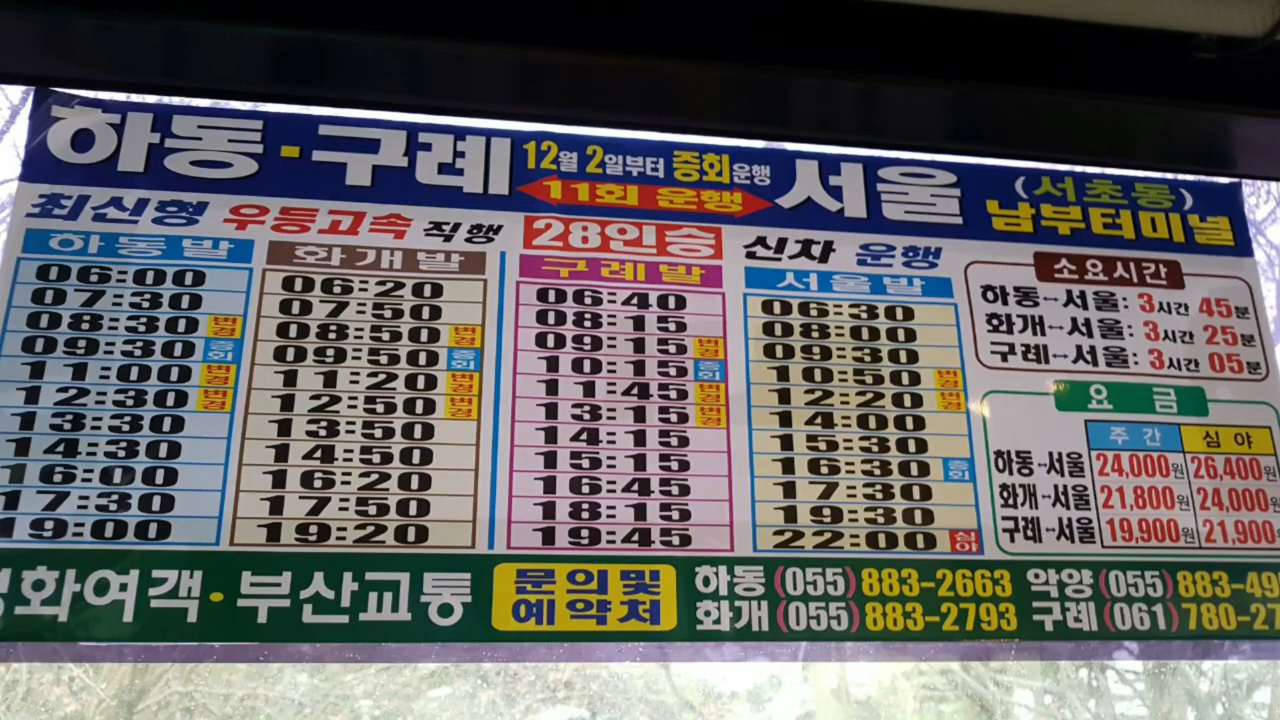 하동·구례 12월 2일부터 증회운행 서울 (서초동)
11회 운행 남부터미널
최신형 우등고속 직행 28인승 신차 운행
하동발
06:00
07:30
08:30 변경
09:30 증회
11:00 변경
12:30 변경
13:30
14:30
16:00
17:30
19:00
화개발
06:20
07:50
08:50 변경
09:50 증회
11:20 변경
12:50 변경
13:50
14:50
16:20
17:50
19:20
구례발
06:40
08:15
09:15 변경
10:15 증회
11:45 변경
13:15 변경
14:15
15:15
16:45
18:15
19:45
서울발
06:30
08:00
09:30
10:50 변경
12:20 변경
14:00
15:30
16:30 증회
17:30
19:30
22:00 심야
소요시간
하동↔서울: 3시간 45분
화개↔서울: 3시간 25분
구례↔서울: 3시간 05분
요금
주간 심야
하동↔서울 24,000원 26,400원
화개↔서울 21,800원 24,000원
구례↔서울 19,900원 21,900원
화여객·부산교통 문의및 예약처
하동(055)883-2663 악양(055)883-49
화개(055)883-2793 구례(061)780-27